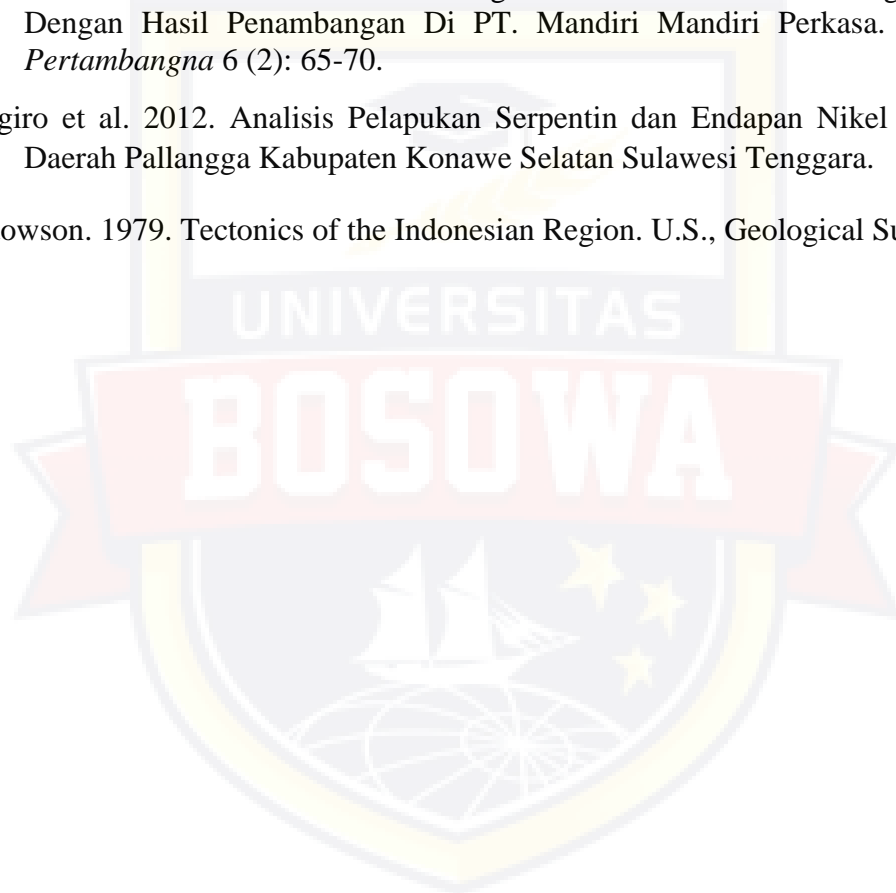 Dengan Hasil Penambangan Di PT. Mandiri Mandiri Perkasa.
Pertambangna 6 (2): 65-70.
giro et al. 2012. Analisis Pelapukan Serpentin dan Endapan Nikel
Daerah Pallangga Kabupaten Konawe Selatan Sulawesi Tenggara.
owson. 1979. Tectonics of the Indonesian Region. U.S., Geological Su
UNIVERSITAS
BOSOWA